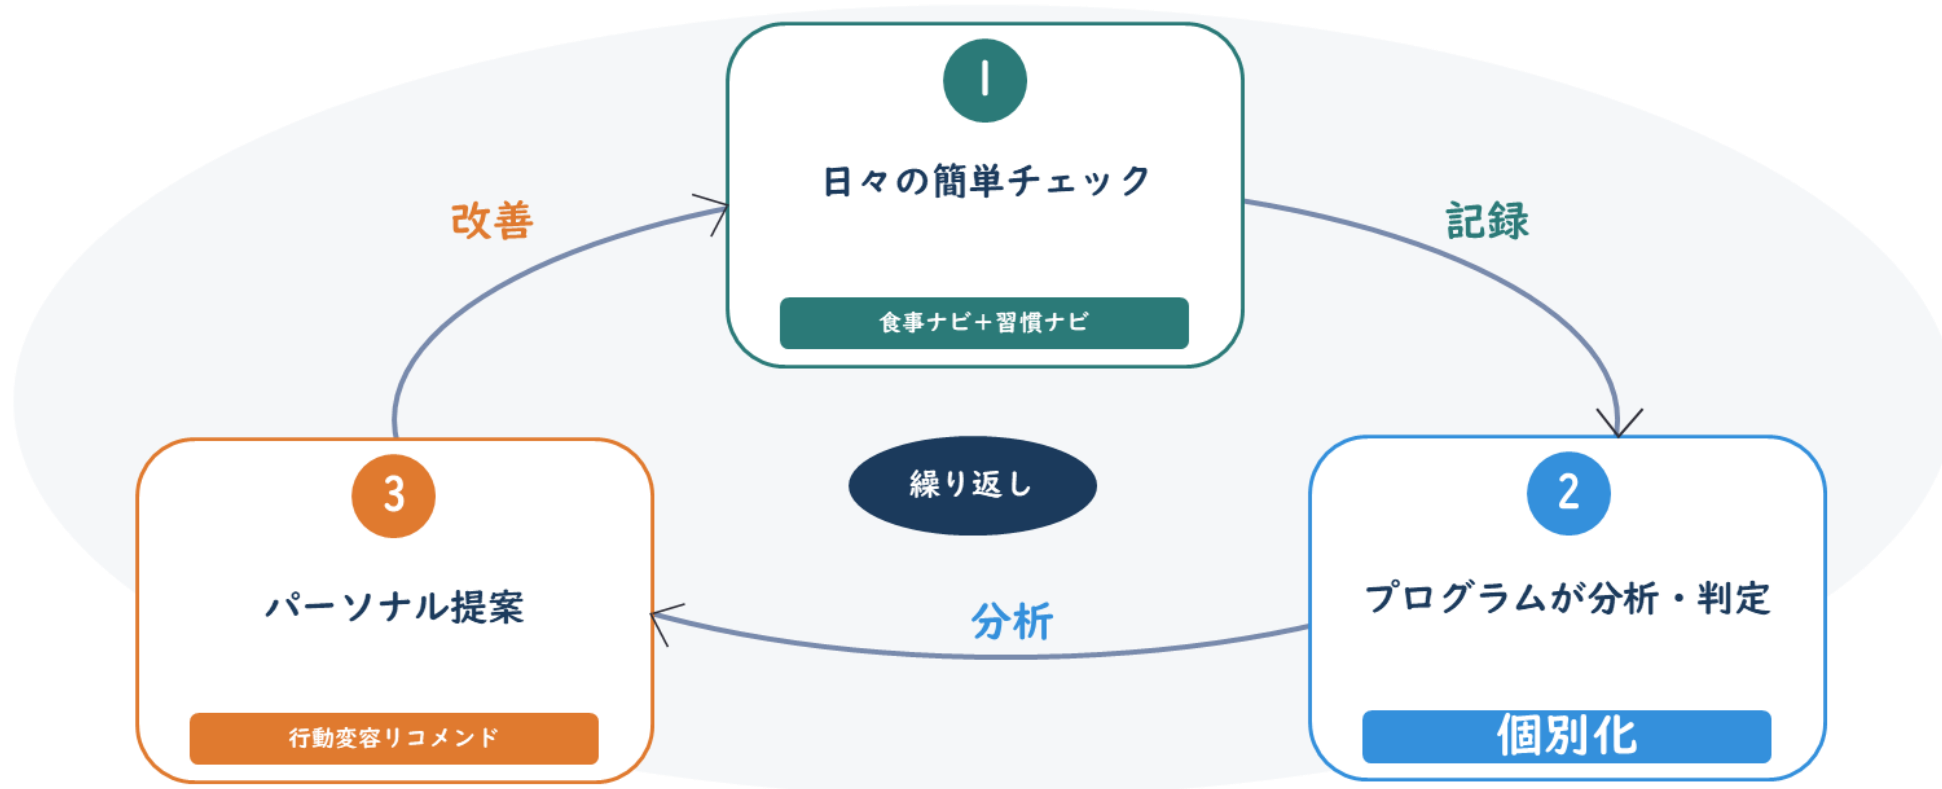 1
日々の簡単チェック
食事ナビ＋習慣ナビ
改善
記録
繰り返し
3
パーソナル提案
行動変容リコメンド
分析
2
プログラムが分析・判定
個別化